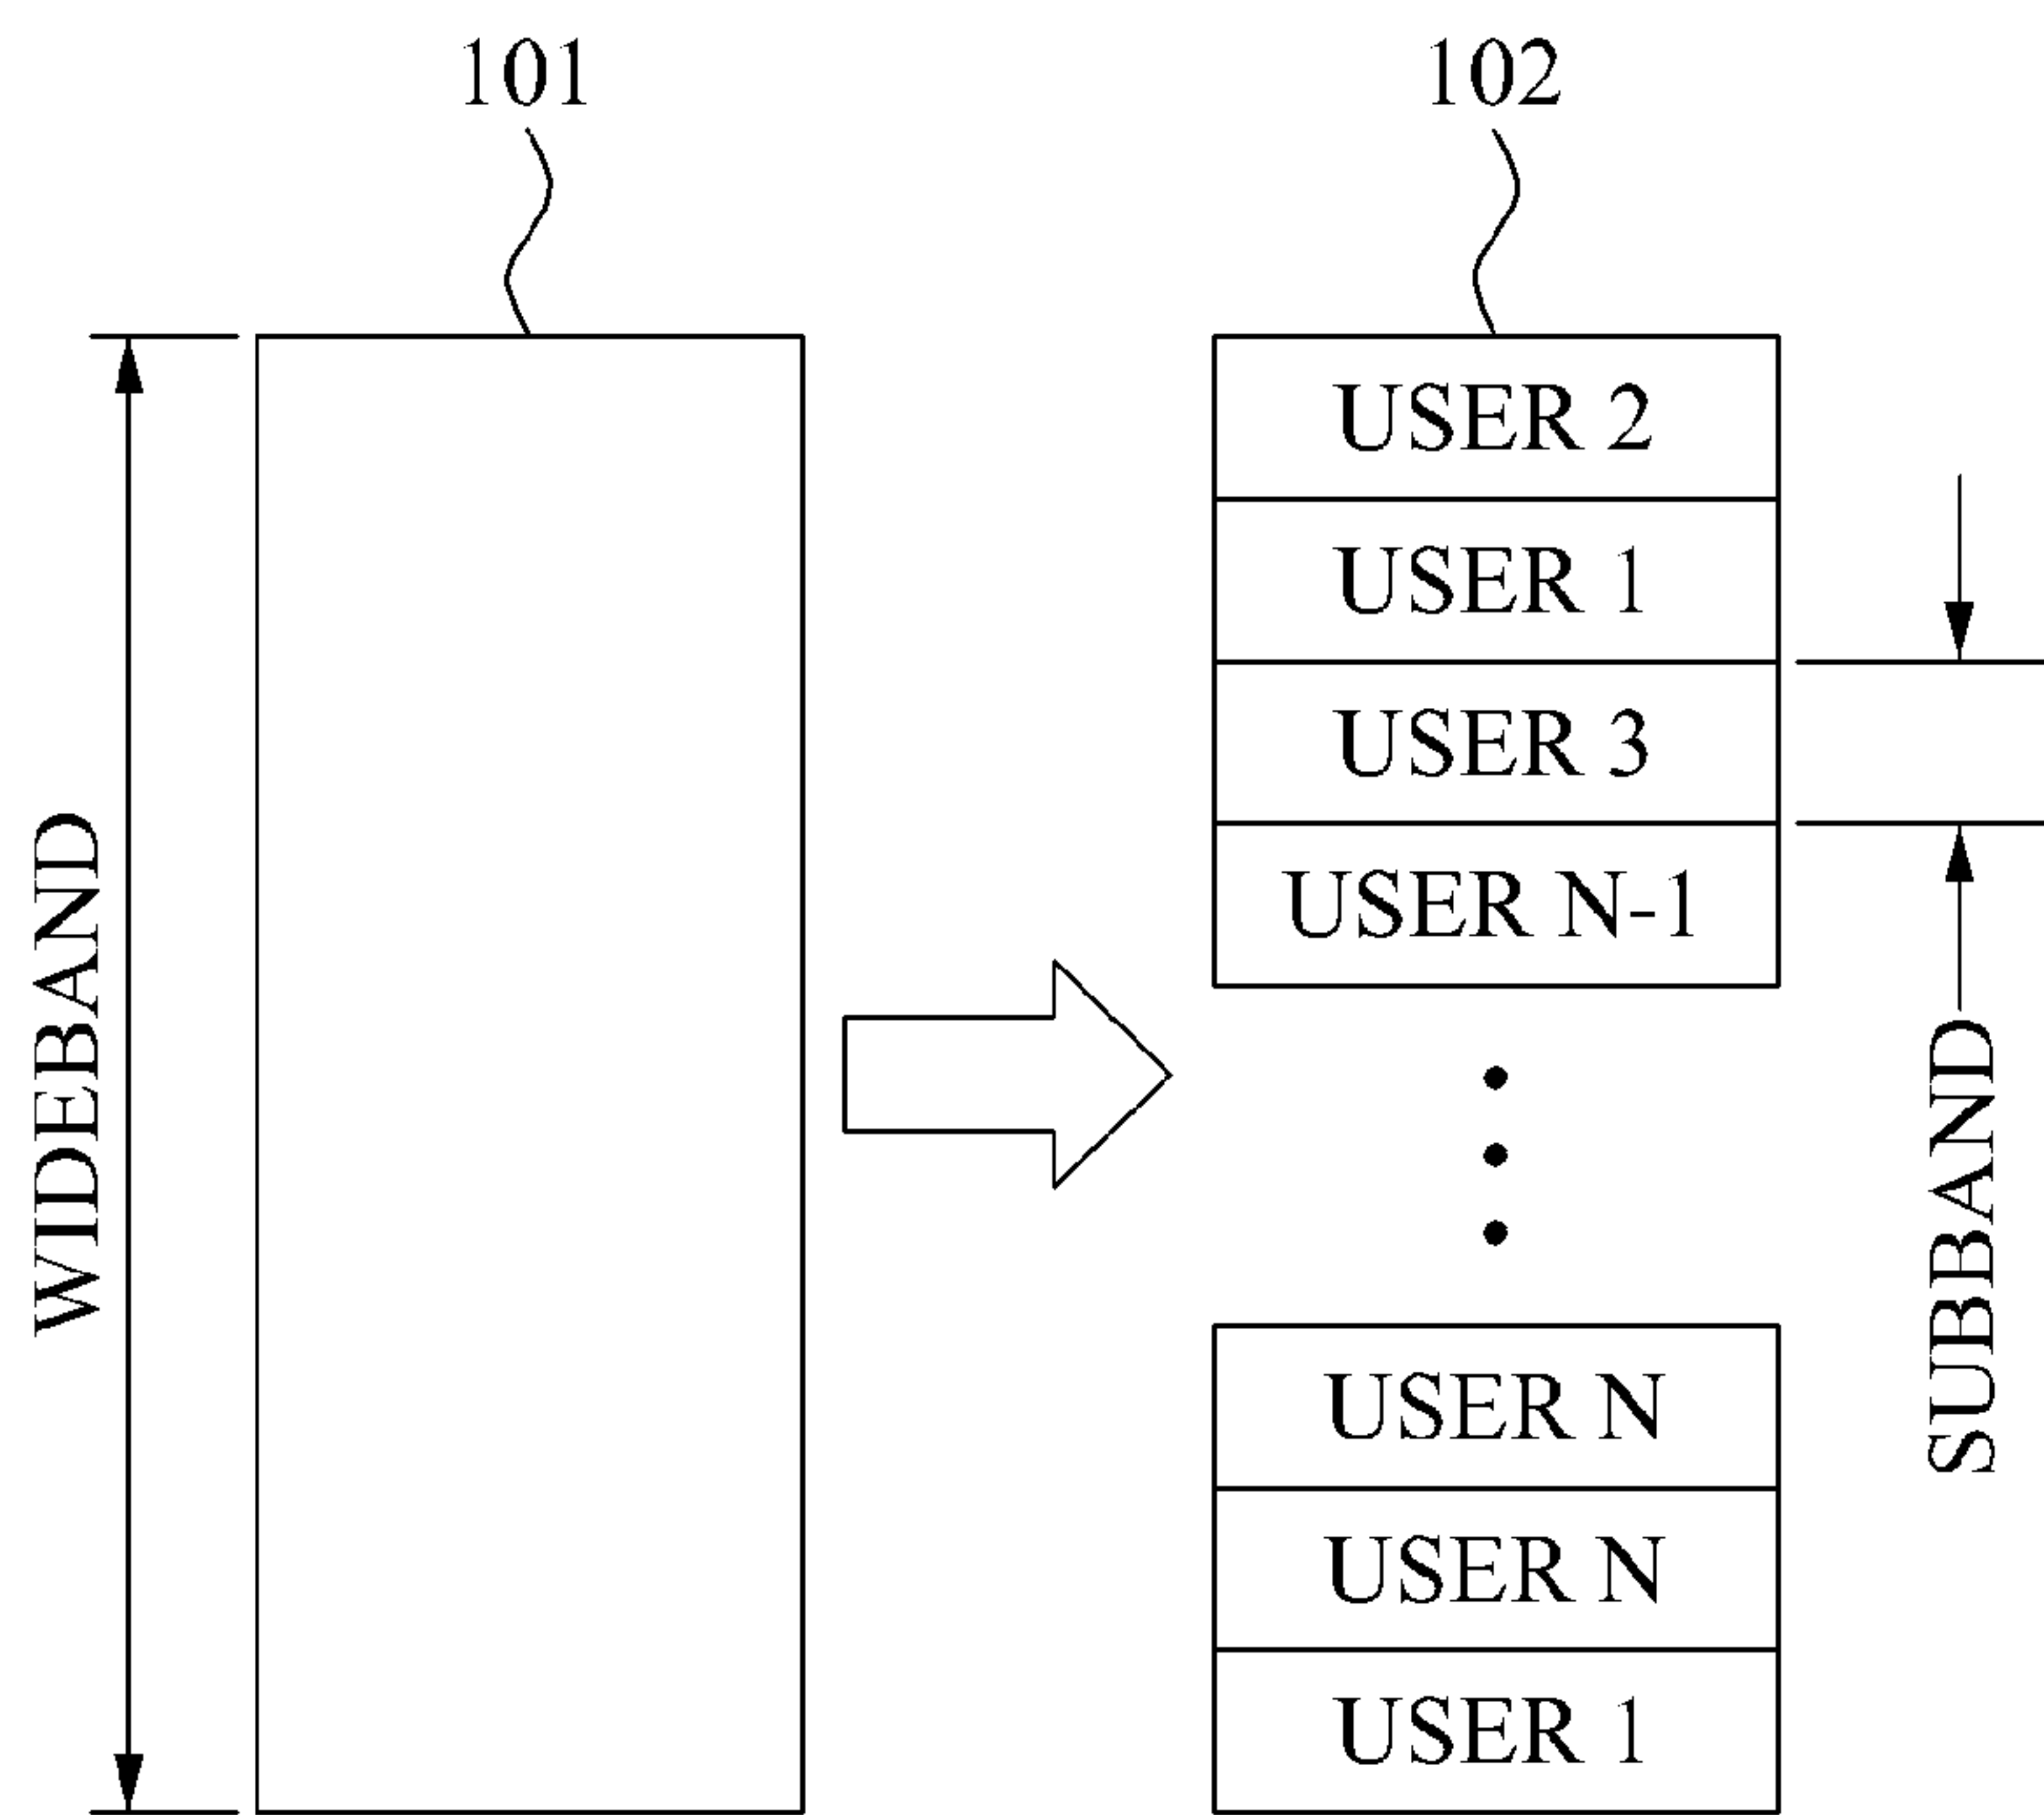 101
102
WIDEBAND
USER 2
USER 1
USER 3
USER N-1
USER N
USER N
USER 1
SUBBAND